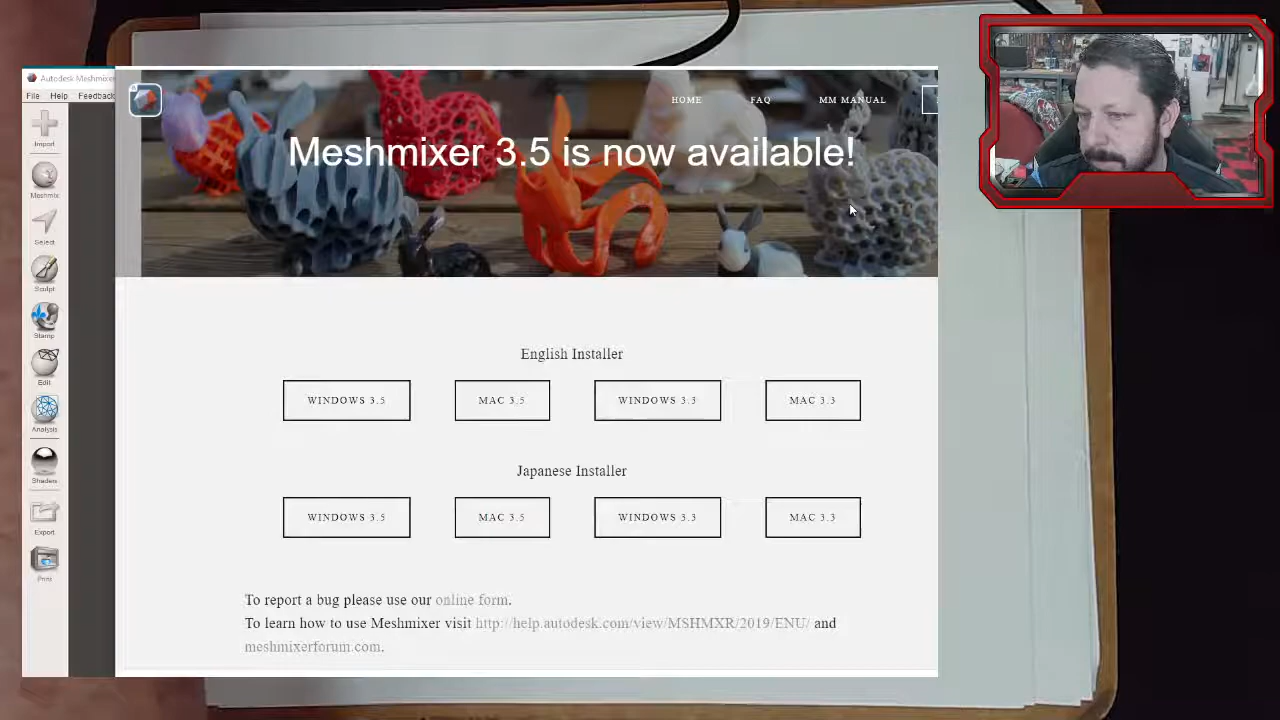 Autodesk Meshmixer
File Help Feedback
Import
Meshmix
Select
Sculpt
Stamp
Edit
Analysis
Shaders
Export
Print
HOME FAQ MM MANUAL
Meshmixer 3.5 is now available!
English Installer
WINDOWS 3.5 MAC 3.5 WINDOWS 3.3 MAC 3.3
Japanese Installer
WINDOWS 3.5 MAC 3.5 WINDOWS 3.3 MAC 3.3
To report a bug please use our online form.
To learn how to use Meshmixer visit http://help.autodesk.com/view/MSHMXR/2019/ENU/ and
meshmixerforum.com.